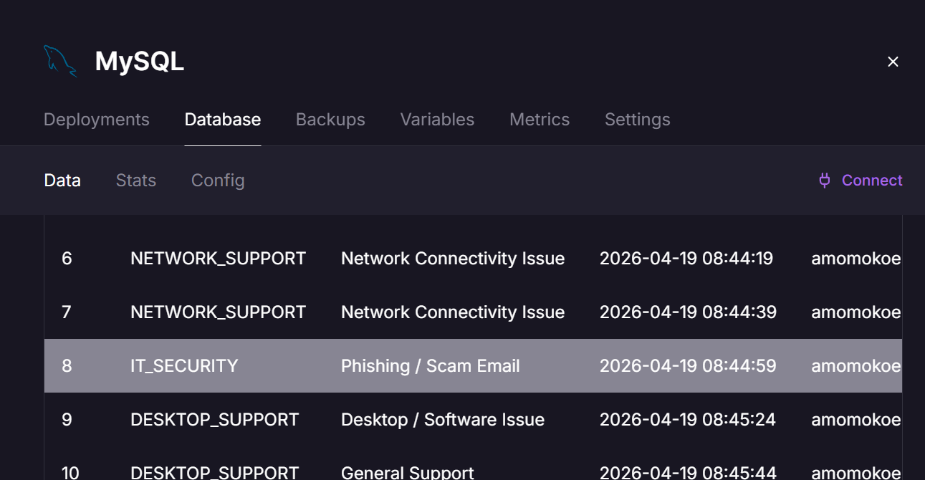 MySQL
Deployments Database Backups Variables Metrics Settings
Data Stats Config Connect
6 NETWORK_SUPPORT Network Connectivity Issue 2026-04-19 08:44:19 amomokoe
7 NETWORK_SUPPORT Network Connectivity Issue 2026-04-19 08:44:39 amomokoe
8 IT_SECURITY Phishing / Scam Email 2026-04-19 08:44:59 amomokoe
9 DESKTOP_SUPPORT Desktop / Software Issue 2026-04-19 08:45:24 amomokoe
10 DESKTOP_SUPPORT General Support 2026-04-19 08:45:44 amomokoe